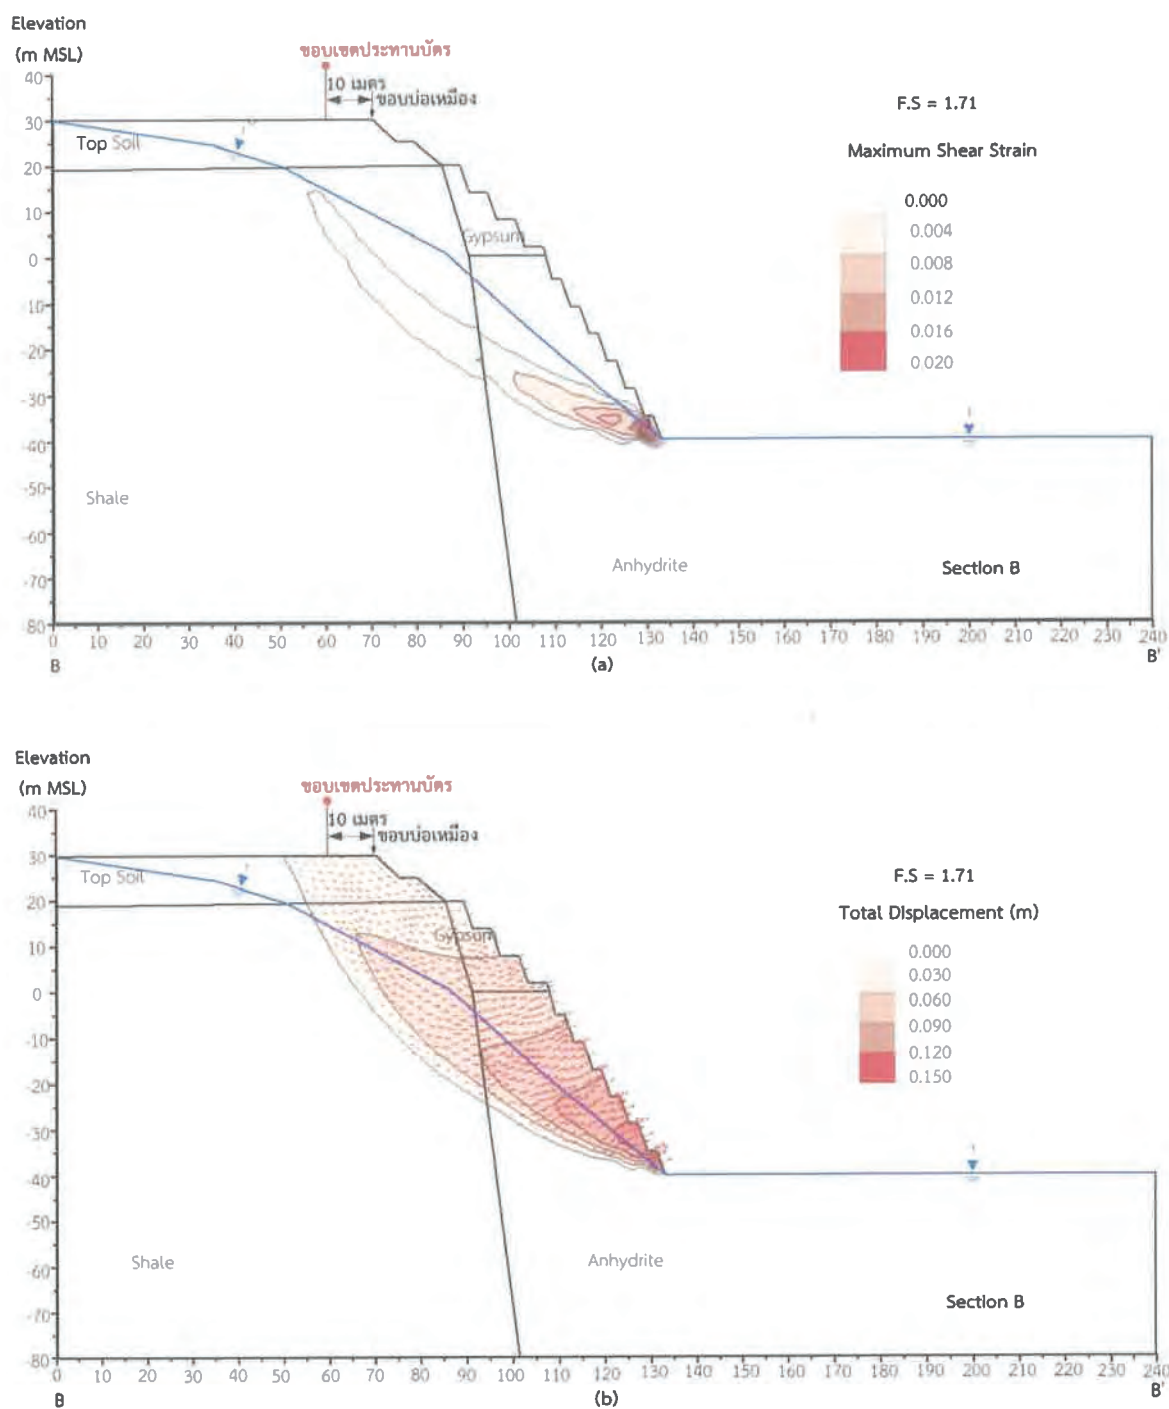 Elevation
(m MSL)
ขอบเขตประทานบัตร
10 เมตร
ขอบบ่อเหมือง
F.S = 1.71
Maximum Shear Strain
0.000
0.004
0.008
0.012
0.016
0.020
40
30
20
10
0
-10
-20
-30
-40
-50
-60
-70
-80
Top Soil
Gypsum
Shale
Anhydrite
Section B
0 10 20 30 40 50 60 70 80 90 100 110 120 130 140 150 160 170 180 190 200 210 220 230 240
B (a) B'
Elevation
(m MSL)
ขอบเขตประทานบัตร
10 เมตร
ขอบบ่อเหมือง
F.S = 1.71
Total Displacement (m)
0.000
0.030
0.060
0.090
0.120
0.150
40
30
20
10
0
-10
-20
-30
-40
-50
-60
-70
-80
Top Soil
Gypsum
Shale
Anhydrite
Section B
0 10 20 30 40 50 60 70 80 90 100 110 120 130 140 150 160 170 180 190 200 210 220 230 240
B (b) B'